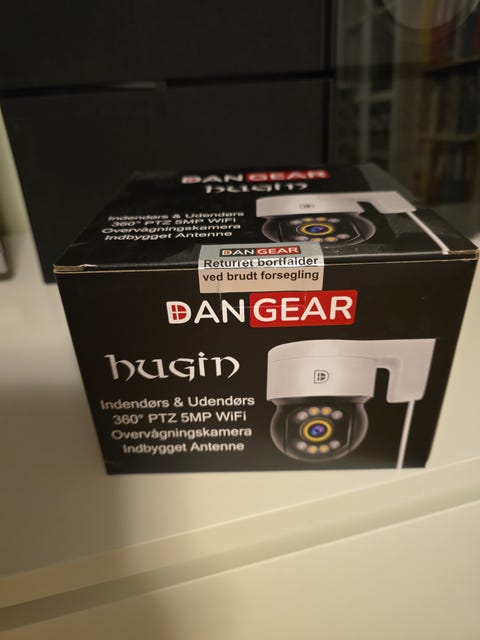 DANGEAR
hugin
Indendørs & Udendørs
360° PTZ 5MP WiFi
Overvågningskamera
Indbygget Antenne
DANGEAR
Returret bortfalder
ved brudt forsegling
DANGEAR
hugin
Indendørs & Udendørs
360° PTZ 5MP WiFi
Overvågningskamera
Indbygget Antenne